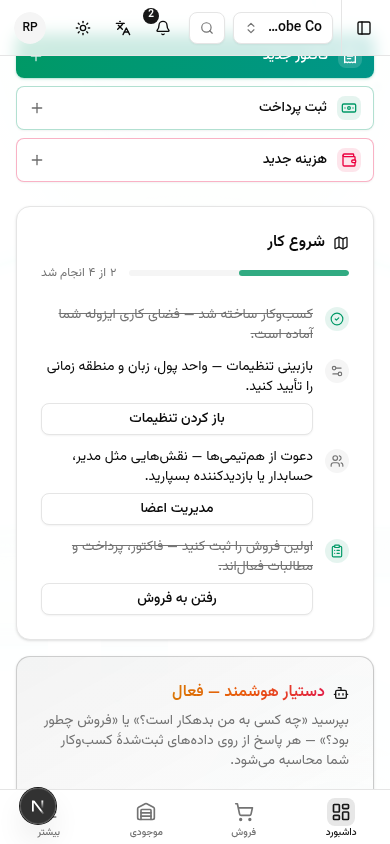 RP
2
...obe Co
فاکتور جدید
ثبت پرداخت
هزینه جدید
شروع کار
۲ از ۴ انجام شد
کسب‌وکار ساخته شد — فضای کاری ایزوله شما
آماده است.
بازبینی تنظیمات — واحد پول، زبان و منطقه زمانی
را تأیید کنید.
باز کردن تنظیمات
دعوت از هم‌تیمی‌ها — نقش‌هایی مثل مدیر،
حسابدار یا بازدیدکننده بسپارید.
مدیریت اعضا
اولین فروش را ثبت کنید — فاکتور، پرداخت و
مطالبات فعال‌اند.
رفتن به فروش
دستیار هوشمند — فعال
بپرسید «چه کسی به من بدهکار است؟» یا «فروش چطور
بود؟» — هر پاسخ از روی داده‌های ثبت‌شدهٔ کسب‌وکار
شما محاسبه می‌شود.
داشبورد
فروش
موجودی
بیشتر
N